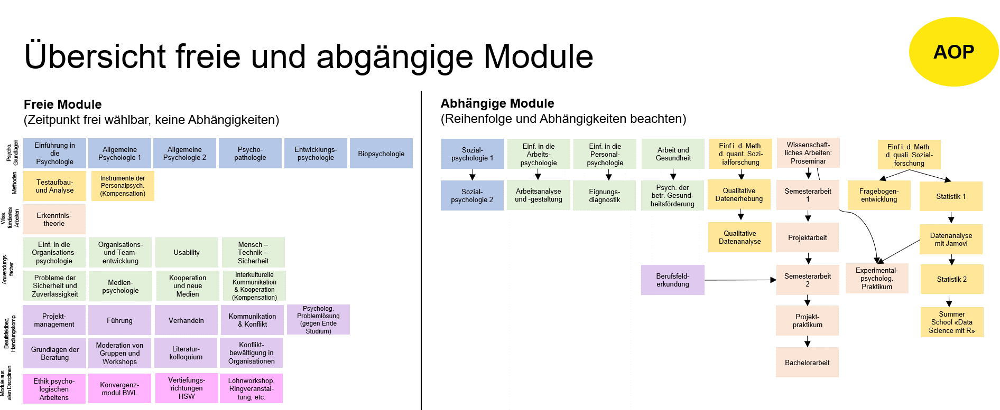 Übersicht freie und abgängige Module
AOP
Freie Module
(Zeitpunkt frei wählbar, keine Abhängigkeiten)
Psycho.
Grundlagen
Einführung in
die
Psychologie
Allgemeine
Psychologie 1
Allgemeine
Psychologie 2
Psycho-
pathologie
Entwicklungs-
psychologie
Biopsychologie
Methoden
Testaufbau-
und Analyse
Instrumente der
Personalpsych.
(Kompensation)
Wiss.
fundiertes
Arbeiten
Erkenntnis-
theorie
Anwendungs-
fächer
Einf. in die
Organisations-
psychologie
Organisations-
und Team-
entwicklung
Usability
Mensch –
Technik --
Sicherheit
Probleme der
Sicherheit und
Zuverlässigkeit
Medien-
psychologie
Kooperation
und neue
Medien
Interkulturelle
Kommunikation
& Kooperation
(Kompensation)
Berufsfeldbez.
Handlungskomp.
Projekt-
management
Führung
Verhandeln
Kommunikation
& Konflikt
Psycholog.
Problemlösung
(gegen Ende
Studium)
Grundlagen der
Beratung
Moderation von
Gruppen und
Workshops
Literatur-
kolloquium
Konflikt-
bewältigung in
Organisationen
Module aus
allen Disziplinen
Ethik psycho-
logischen
Arbeitens
Konvergenz-
modul BWL
Vertiefungs-
richtungen
HSW
Lohnworkshop,
Ringveranstal-
tung, etc.
Abhängige Module
(Reihenfolge und Abhängigkeiten beachten)
Sozial-
psychologie 1
Einf. in die
Arbeits-
psychologie
Einf. in die
Personal-
psychologie
Arbeit und
Gesundheit
Einf i. d. Meth.
d. quant. Sozi-
ialforschung
Wissenschaft-
liches Arbeiten:
Proseminar
Einf i. d. Meth.
d. quali. Sozial-
forschung
Sozial-
psychologie 2
Arbeitsanalyse
und -gestaltung
Eignungs-
diagnostik
Psych. der
betr. Gesund-
heitsförderung
Qualitative
Datenerhebung
Semesterarbeit
1
Fragebogen-
entwicklung
Statistik 1
Qualitative
Datenanalyse
Projektarbeit
Datenanalyse
mit Jamovi
Berufsfeld-
erkundung
Semesterarbeit
2
Experimental-
psycholog.
Praktikum
Statistik 2
Projekt-
praktikum
Summer
School «Data
Science mit R»
Bachelorarbeit